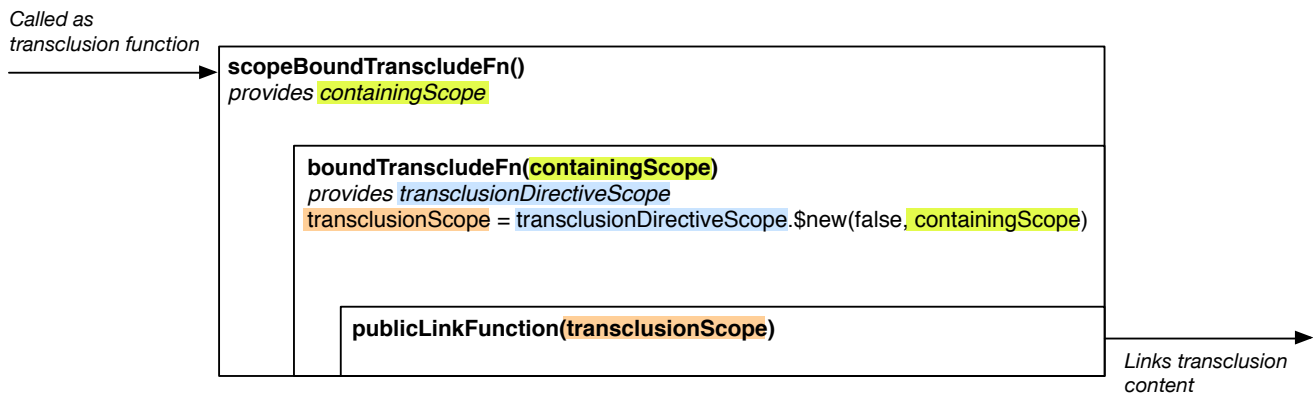 Called as
transclusion function
scopeBoundTranscludeFn()
provides containingScope
boundTranscludeFn(containingScope)
provides transclusionDirectiveScope
transclusionScope = transclusionDirectiveScope.$new(false, containingScope)
publicLinkFunction(transclusionScope)
Links transclusion
content